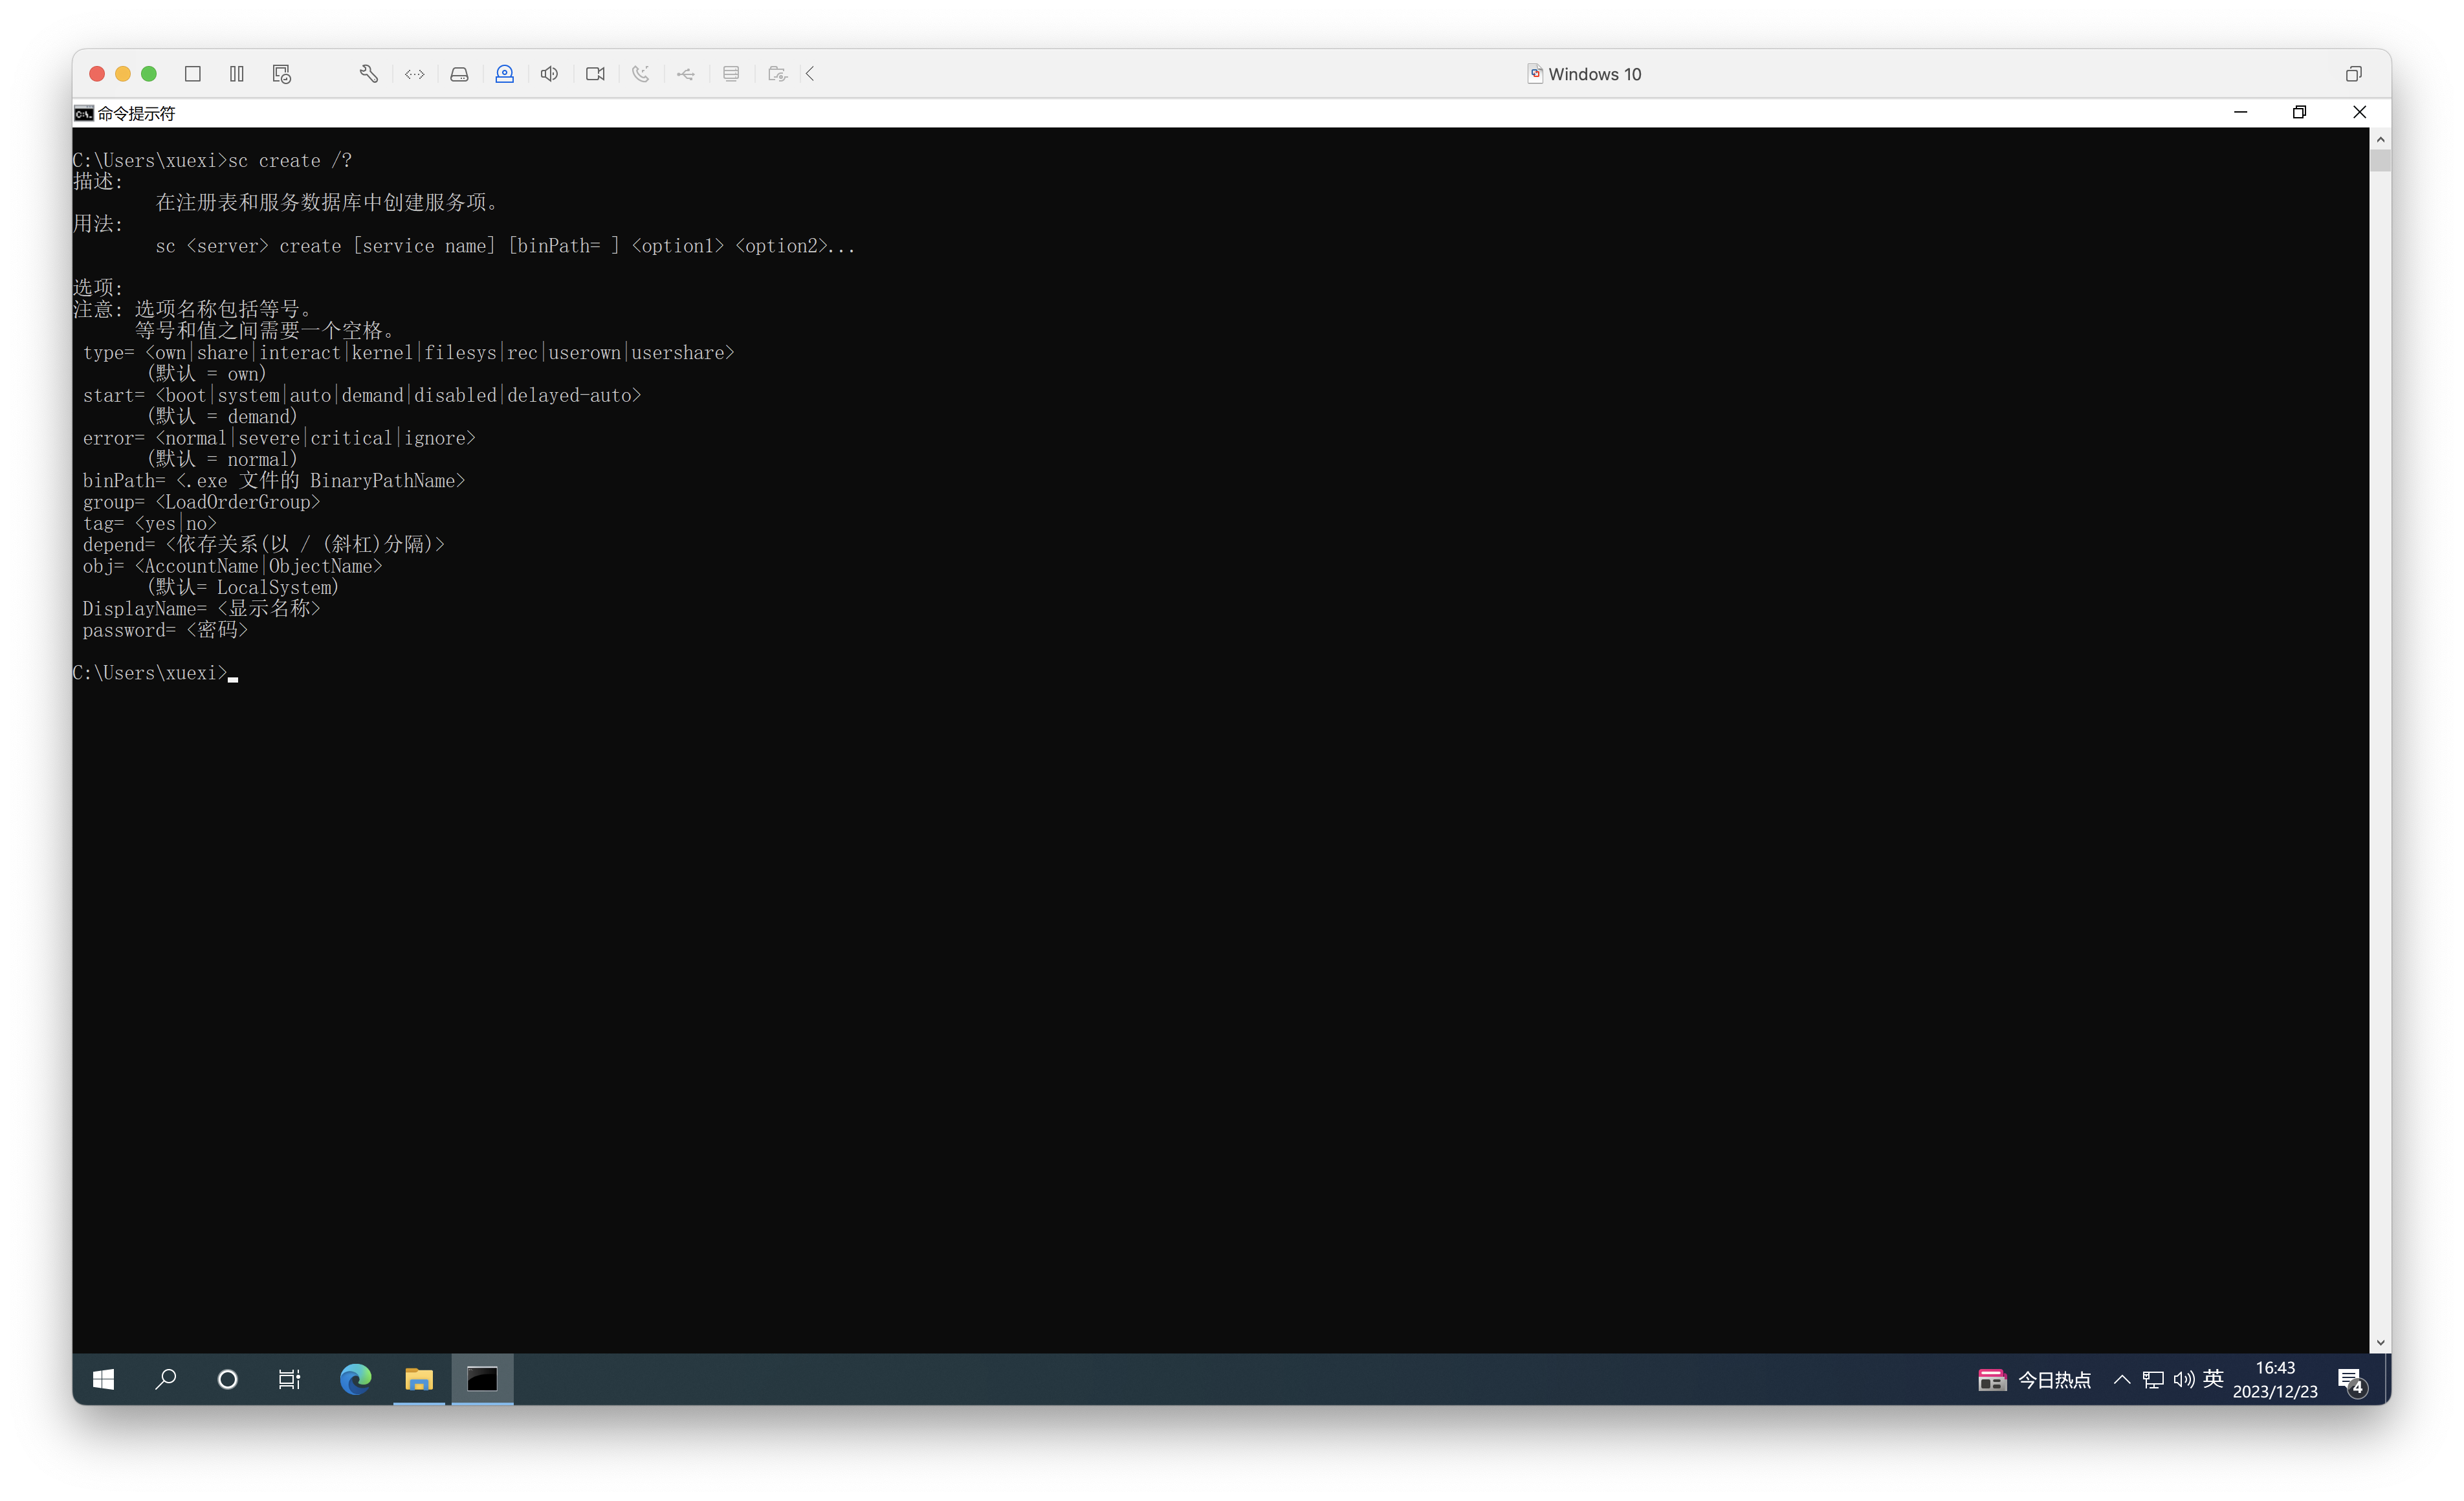 Windows 10
命令提示符
C:\Users\xuexi>sc create /?
描述:
在注册表和服务数据库中创建服务项。
用法:
sc <server> create [service name] [binPath= ] <option1> <option2>...
选项:
注意: 选项名称包括等号。
等号和值之间需要一个空格。
type= <own|share|interact|kernel|filesys|rec|userown|usershare>
(默认 = own)
start= <boot|system|auto|demand|disabled|delayed-auto>
(默认 = demand)
error= <normal|severe|critical|ignore>
(默认 = normal)
binPath= <.exe 文件的 BinaryPathName>
group= <LoadOrderGroup>
tag= <yes|no>
depend= <依存关系(以 / (斜杠)分隔)>
obj= <AccountName|ObjectName>
(默认= LocalSystem)
DisplayName= <显示名称>
password= <密码>
C:\Users\xuexi>
今日热点
英
16:43
2023/12/23
4